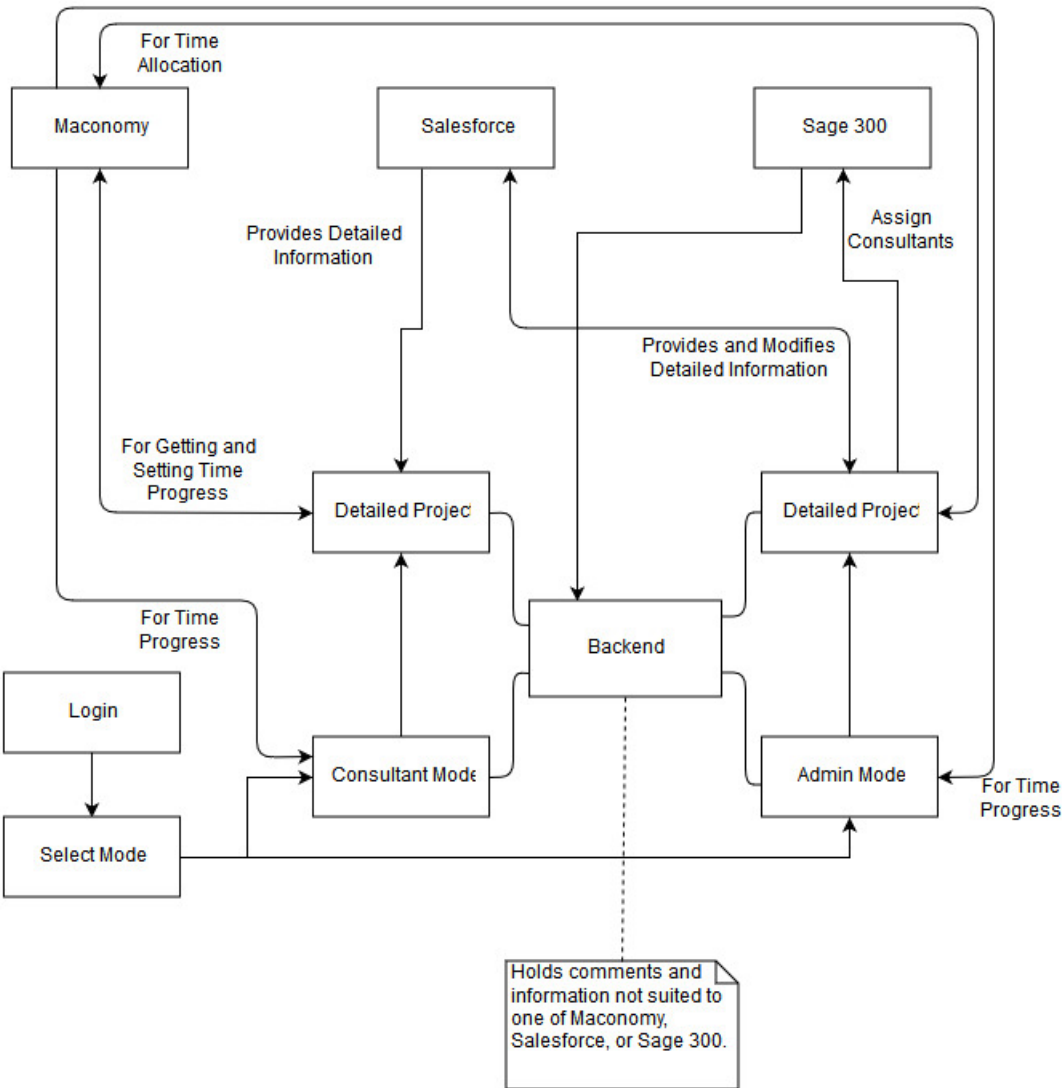 For Time
Allocation
Maconomy
Salesforce
Sage 300
Provides Detailed
Information
Assign
Consultants
Provides and Modifies
Detailed Information
For Getting and
Setting Time
Progress
Detailed Project
Detailed Project
For Time
Progress
Backend
Login
Consultant Mode
Admin Mode
For Time
Progress
Select Mode
Holds comments and
information not suited to
one of Maconomy,
Salesforce, or Sage 300.